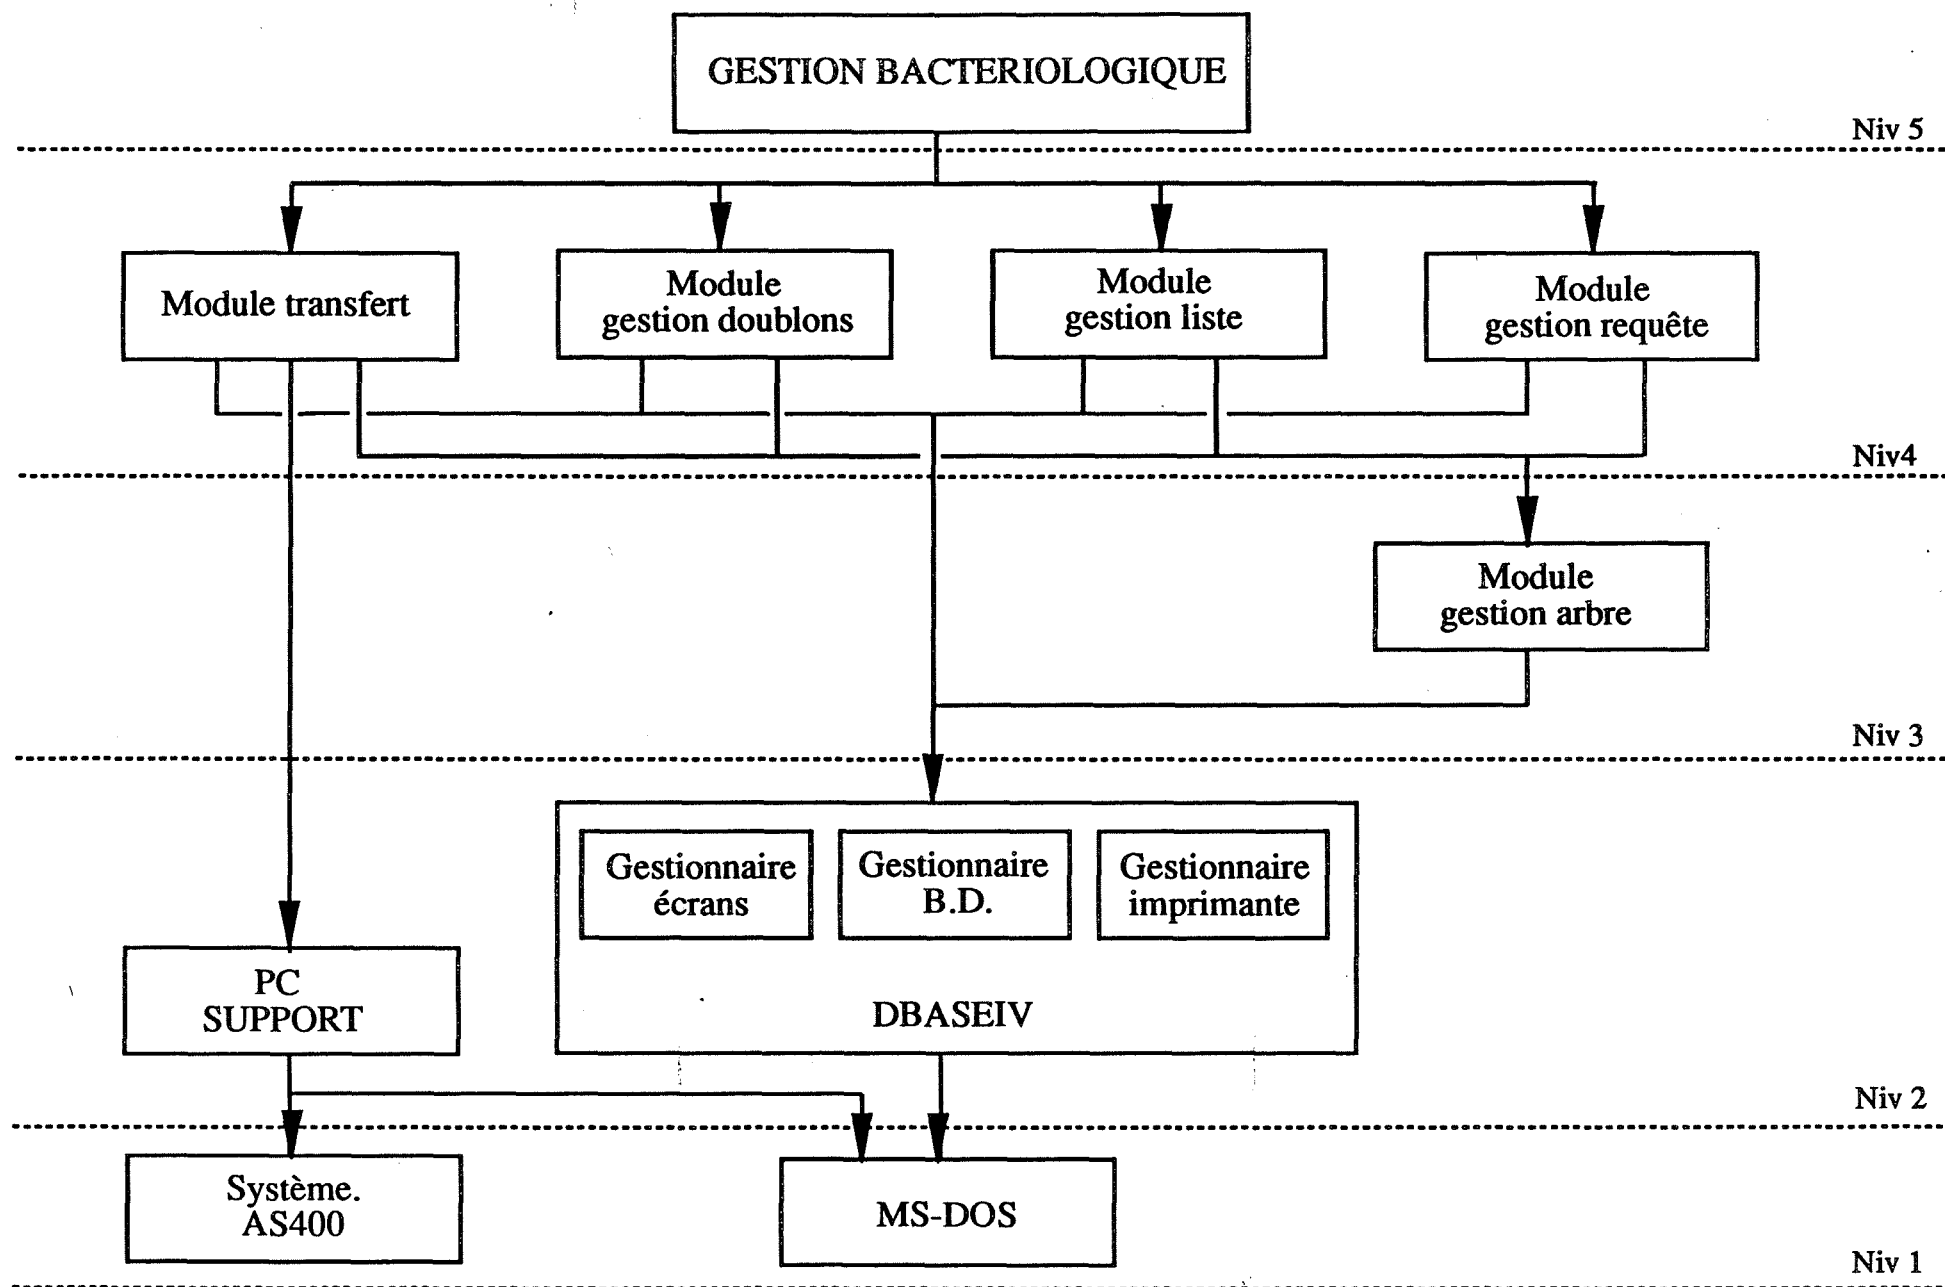 GESTION BACTERIOLOGIQUE
Niv 5
Module transfert
Module
gestion doublons
Module
gestion liste
Module
gestion requête
Niv4
Module
gestion arbre
Niv 3
Gestionnaire
écrans
Gestionnaire
B.D.
Gestionnaire
imprimante
DBASEIV
PC
SUPPORT
Niv 2
Système.
AS400
MS-DOS
Niv 1